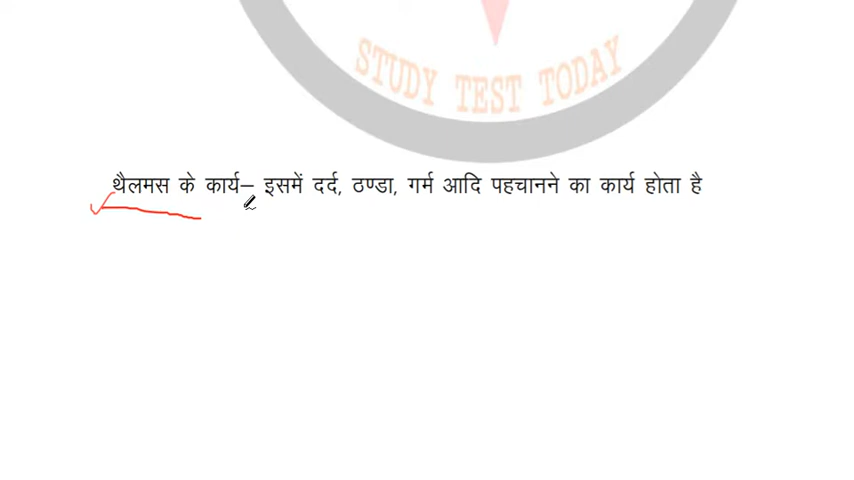 STUDY TEST TODAY
थैलमस के कार्य– इसमें दर्द, ठण्डा, गर्म आदि पहचानने का कार्य होता है